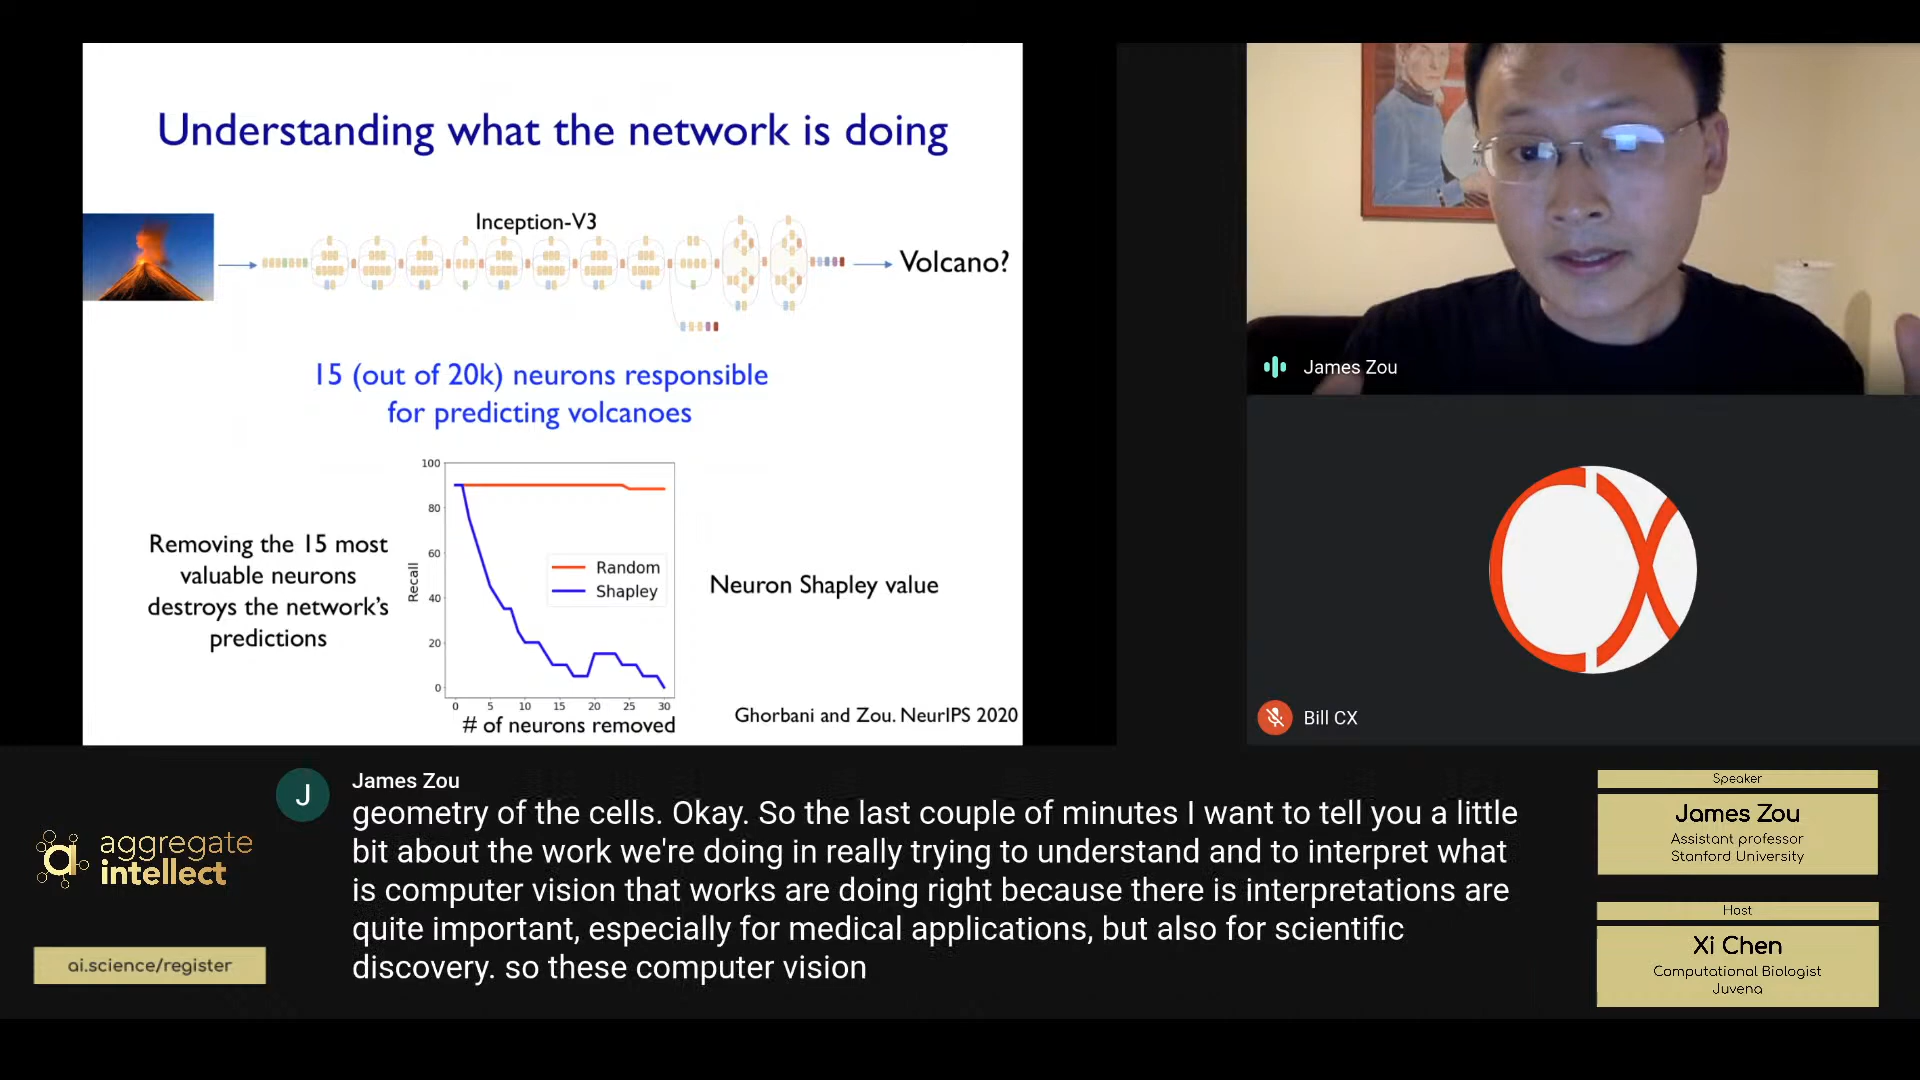 Understanding what the network is doing
Inception-V3
Volcano?
15 (out of 20k) neurons responsible
for predicting volcanoes
Removing the 15 most
valuable neurons
destroys the network's
predictions
100
80
60
40
20
0
Recall
Random
Shapley
0 5 10 15 20 25 30
# of neurons removed
Neuron Shapley value
Ghorbani and Zou. NeurIPS 2020
James Zou
Bill CX
aggregate
intellect
ai.science/register
J
James Zou
geometry of the cells. Okay. So the last couple of minutes I want to tell you a little
bit about the work we're doing in really trying to understand and to interpret what
is computer vision that works are doing right because there is interpretations are
quite important, especially for medical applications, but also for scientific
discovery. so these computer vision
Speaker
James Zou
Assistant professor
Stanford University
Host
Xi Chen
Computational Biologist
Juvena